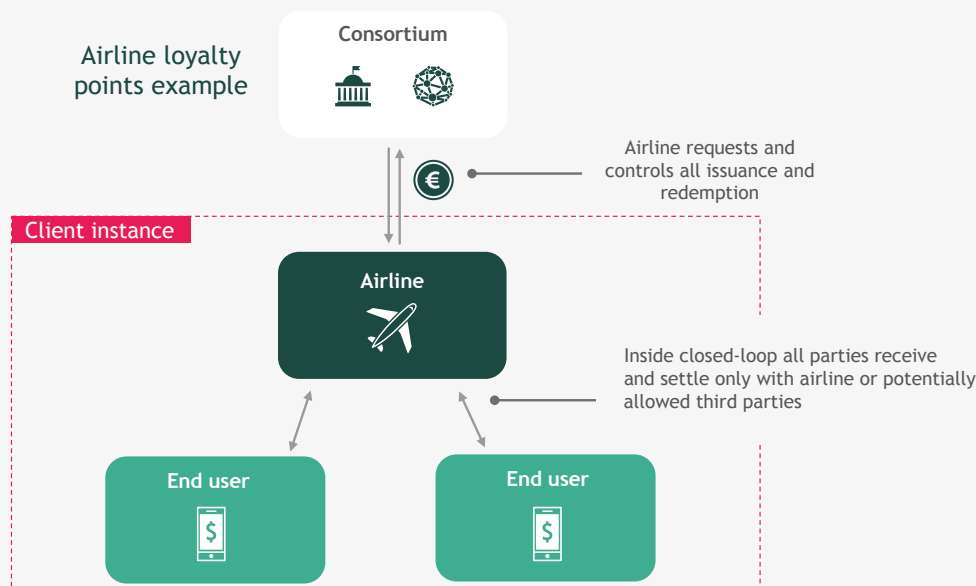 Airline loyalty
points example
Consortium
€
Airline requests and
controls all issuance and
redemption
Client instance
Airline
Inside closed-loop all parties receive
and settle only with airline or potentially
allowed third parties
End user
$
End user
$